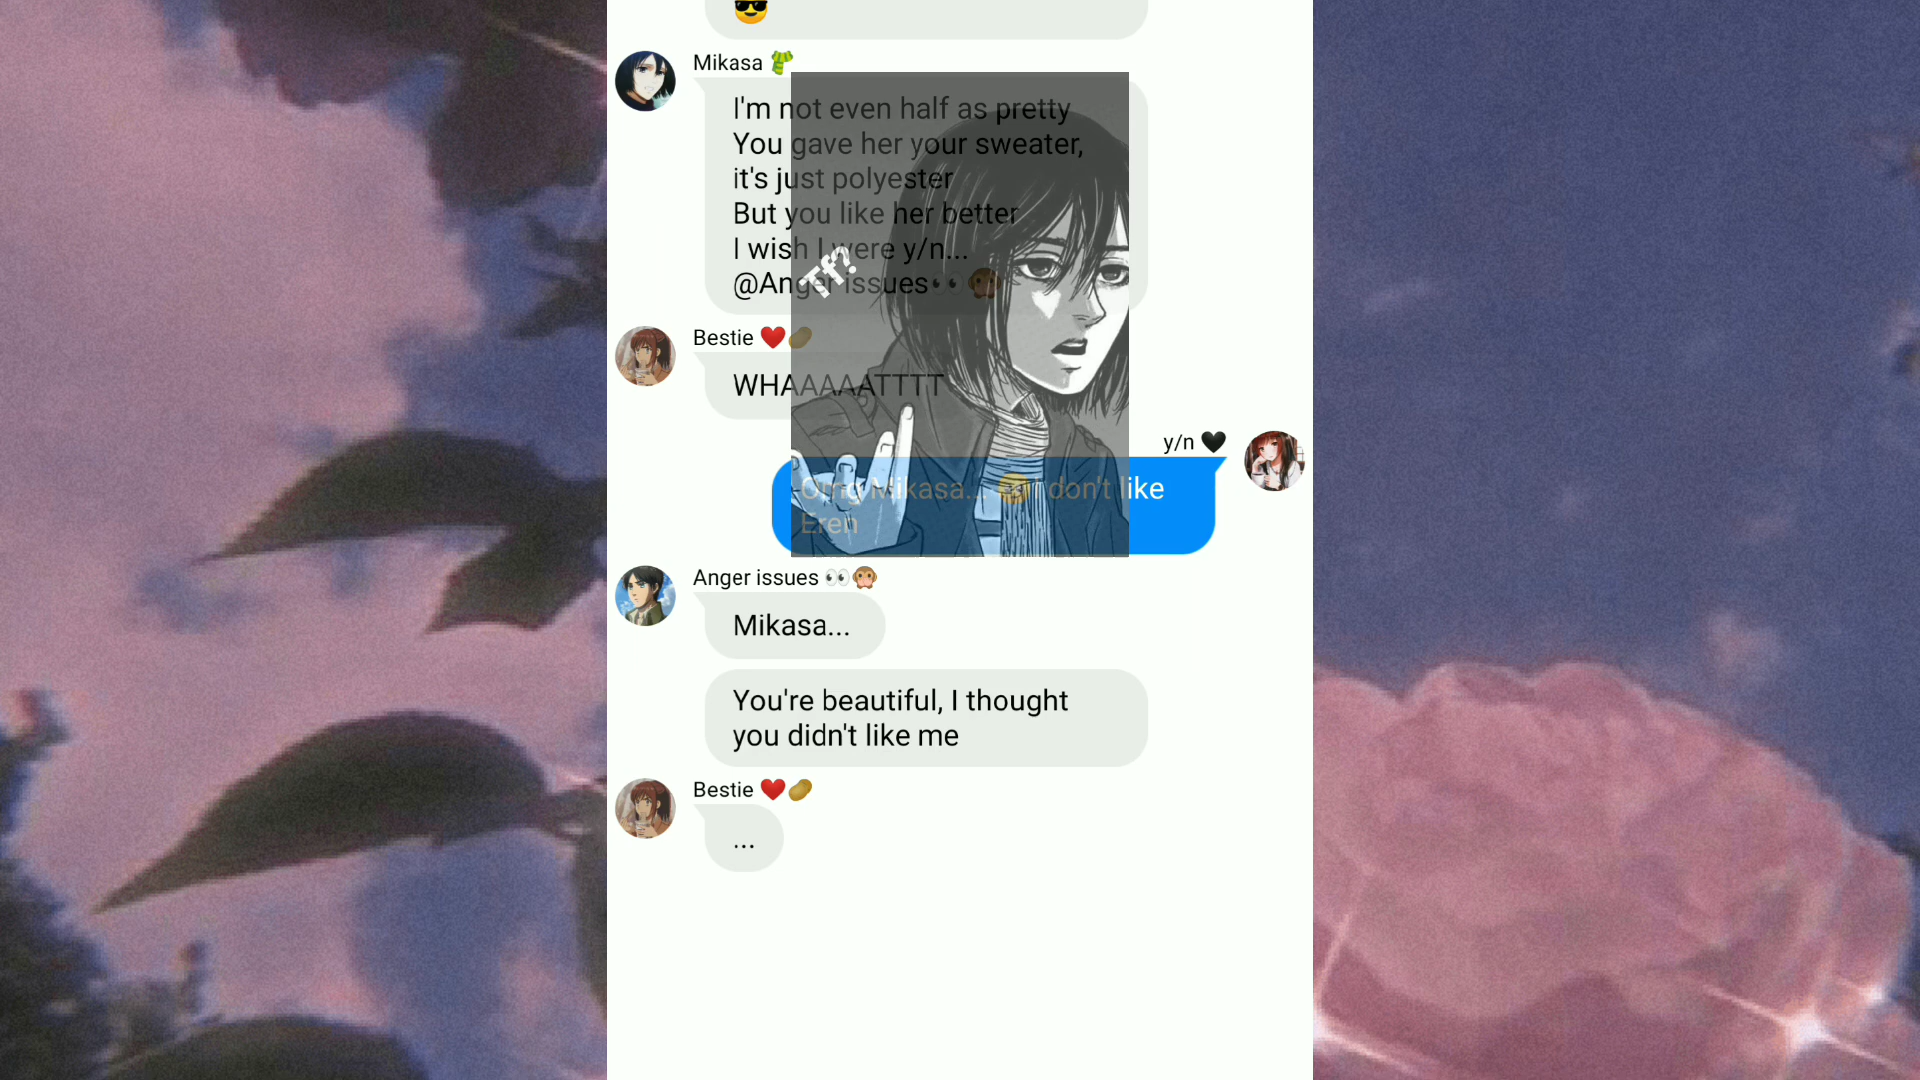 Mikasa
I'm not even half as pretty
You gave her your sweater,
it's just polyester
But you like her better
I wish I were y/n...
@Anger issues
Tf?
Bestie
WHAAAAATTTT
y/n
Omg Mikasa... I don't like
Eren
Anger issues
Mikasa...
You're beautiful, I thought
you didn't like me
Bestie
...